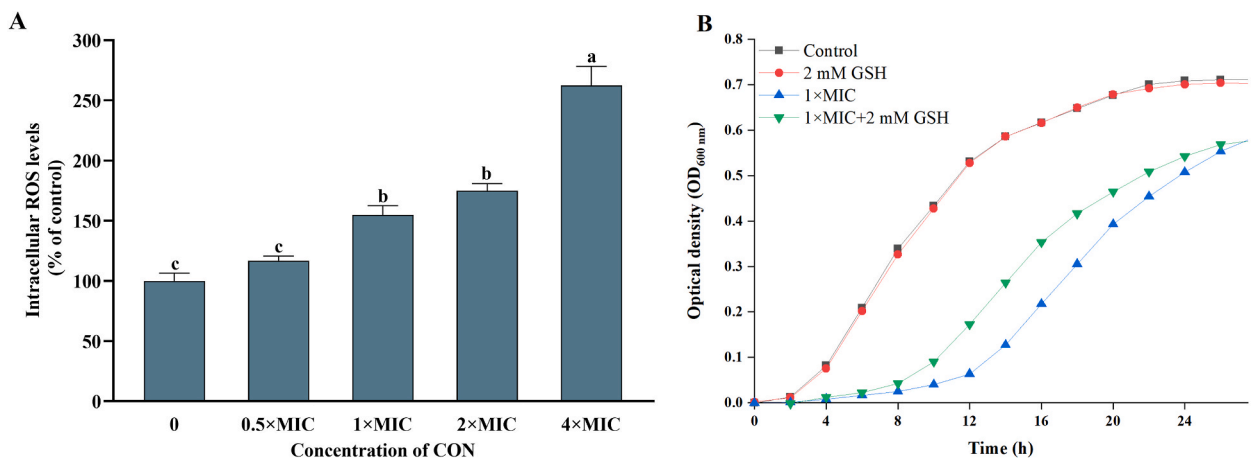 A
Intracellular ROS levels
(% of control)
300
250
200
150
100
50
0
c
c
b
b
a
0
0.5×MIC
1×MIC
2×MIC
4×MIC
Concentration of CON
B
Optical density (OD600 nm)
0.8
0.7
0.6
0.5
0.4
0.3
0.2
0.1
0.0
Control
2 mM GSH
1×MIC
1×MIC+2 mM GSH
0
4
8
12
16
20
24
Time (h)